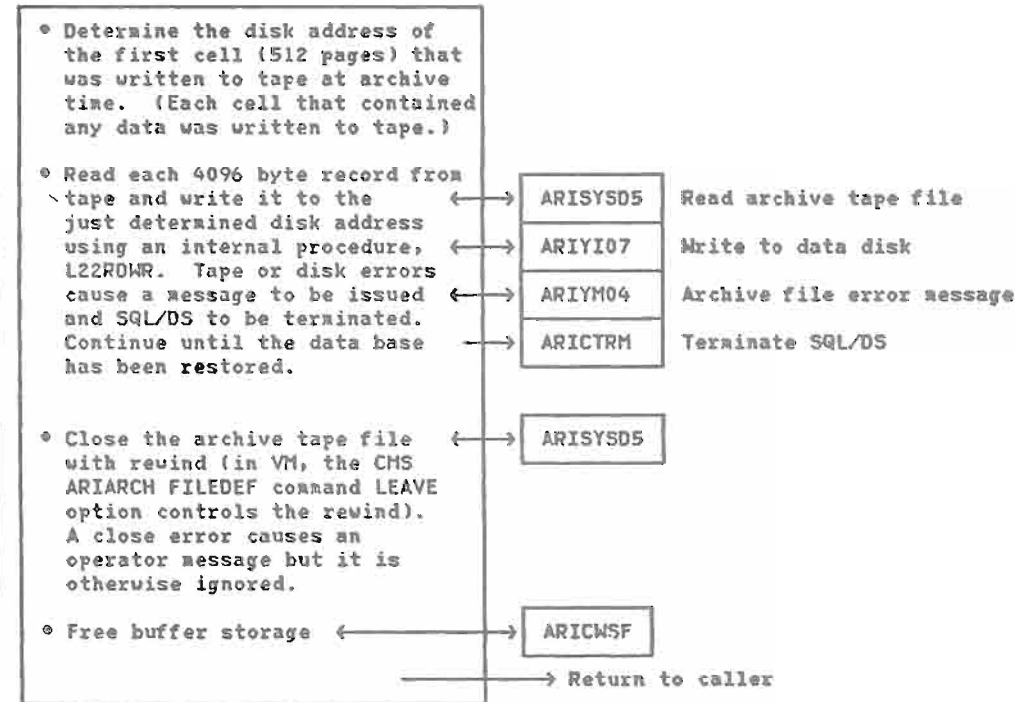 • Determine the disk address of
the first cell (512 pages) that
was written to tape at archive
time. (Each cell that contained
any data was written to tape.)
• Read each 4096 byte record from
tape and write it to the ARISYSD5 Read archive tape file
just determined disk address
using an internal procedure, ARIYI07 Write to data disk
L22RDWR. Tape or disk errors
cause a message to be issued ARIYM04 Archive file error message
and SQL/DS to be terminated.
Continue until the data base ARICTRM Terminate SQL/DS
has been restored.
• Close the archive tape file ARISYSD5
with rewind (in VM, the CMS
ARIARCH FILEDEF command LEAVE
option controls the rewind).
A close error causes an
operator message but it is
otherwise ignored.
• Free buffer storage ARICWSF
Return to caller